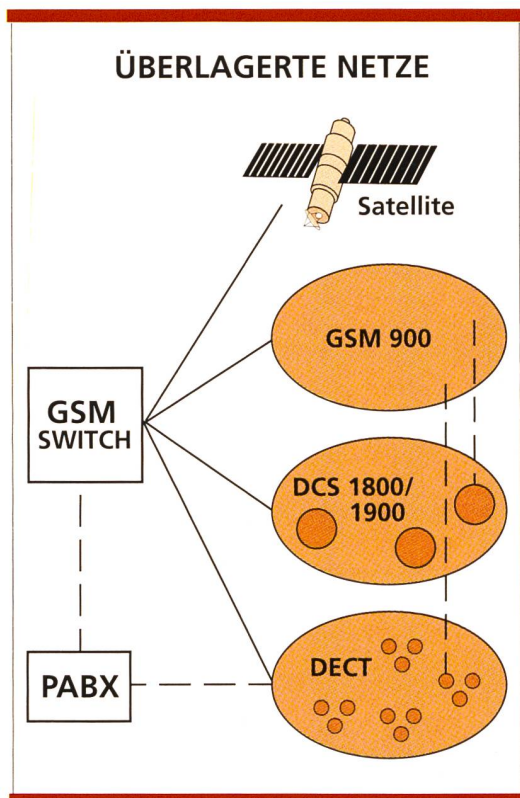 ÜBERLAGERTE NETZE
Satellite
GSM 900
GSM
SWITCH
DCS 1800/
1900
PABX
DECT